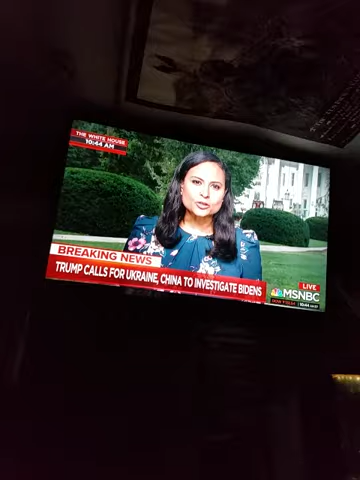 THE WHITE HOUSE
10:44 AM
BREAKING NEWS
TRUMP CALLS FOR UKRAINE, CHINA TO INVESTIGATE BIDENS
LIVE
MSNBC